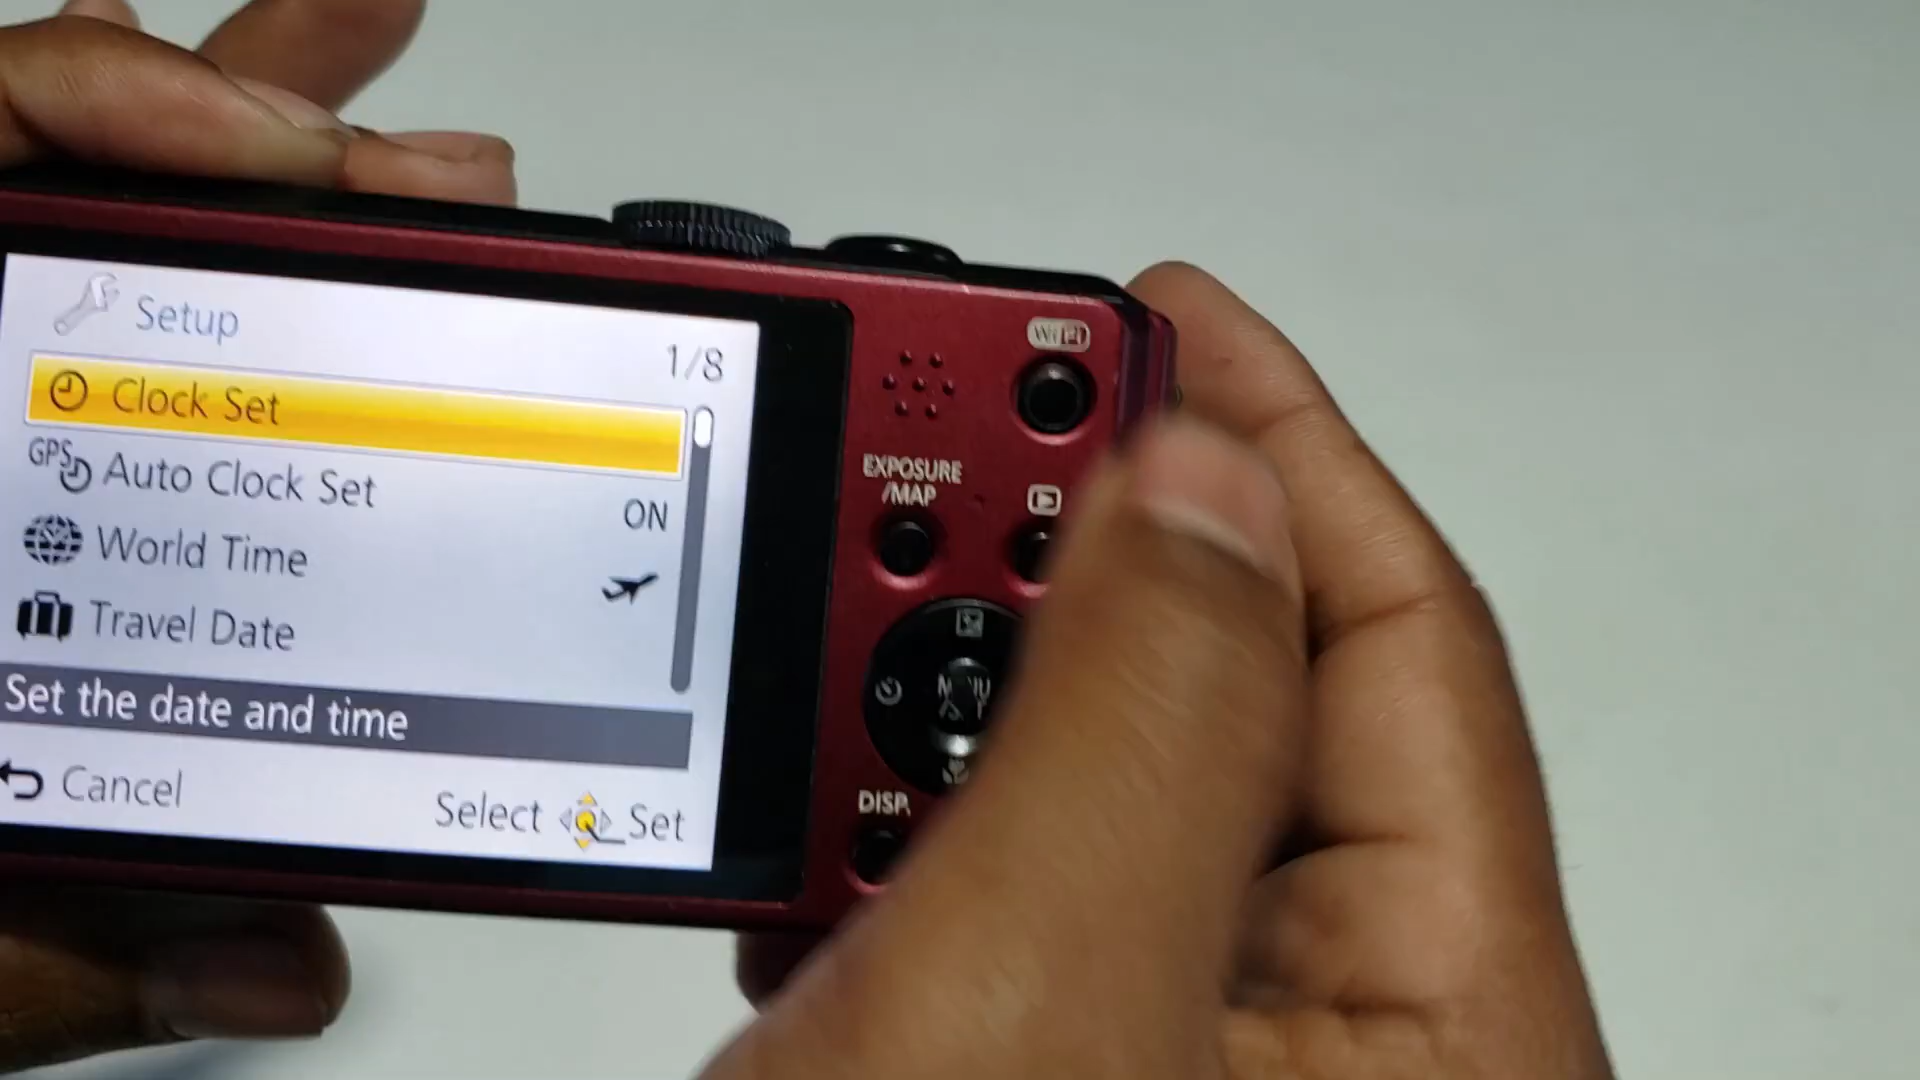 Setup
1/8
Clock Set
GPS Auto Clock Set
ON
World Time
Travel Date
Set the date and time
Cancel
Select Set
Wi Fi
EXPOSURE
/MAP
DISP.